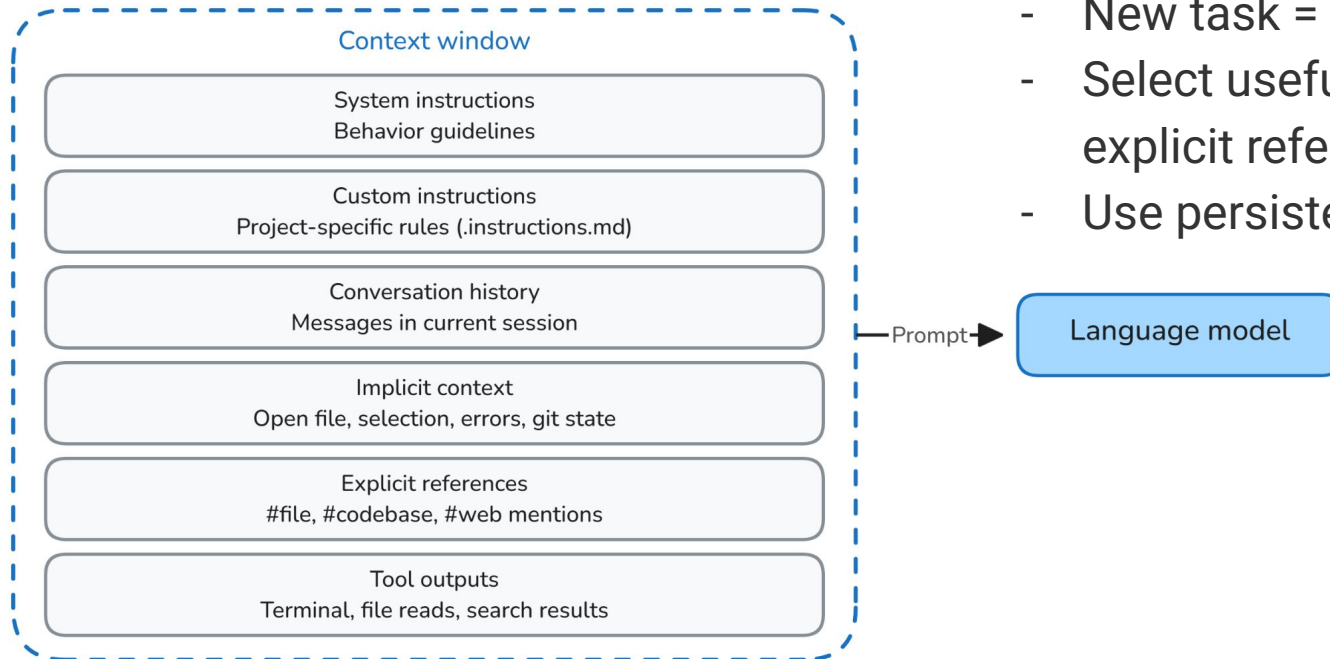 Context window
System instructions
Behavior guidelines
Custom instructions
Project-specific rules (.instructions.md)
Conversation history
Messages in current session
Implicit context
Open file, selection, errors, git state
Explicit references
#file, #codebase, #web mentions
Tool outputs
Terminal, file reads, search results
Prompt
Language model
- New task =
- Select
explicit
- Use